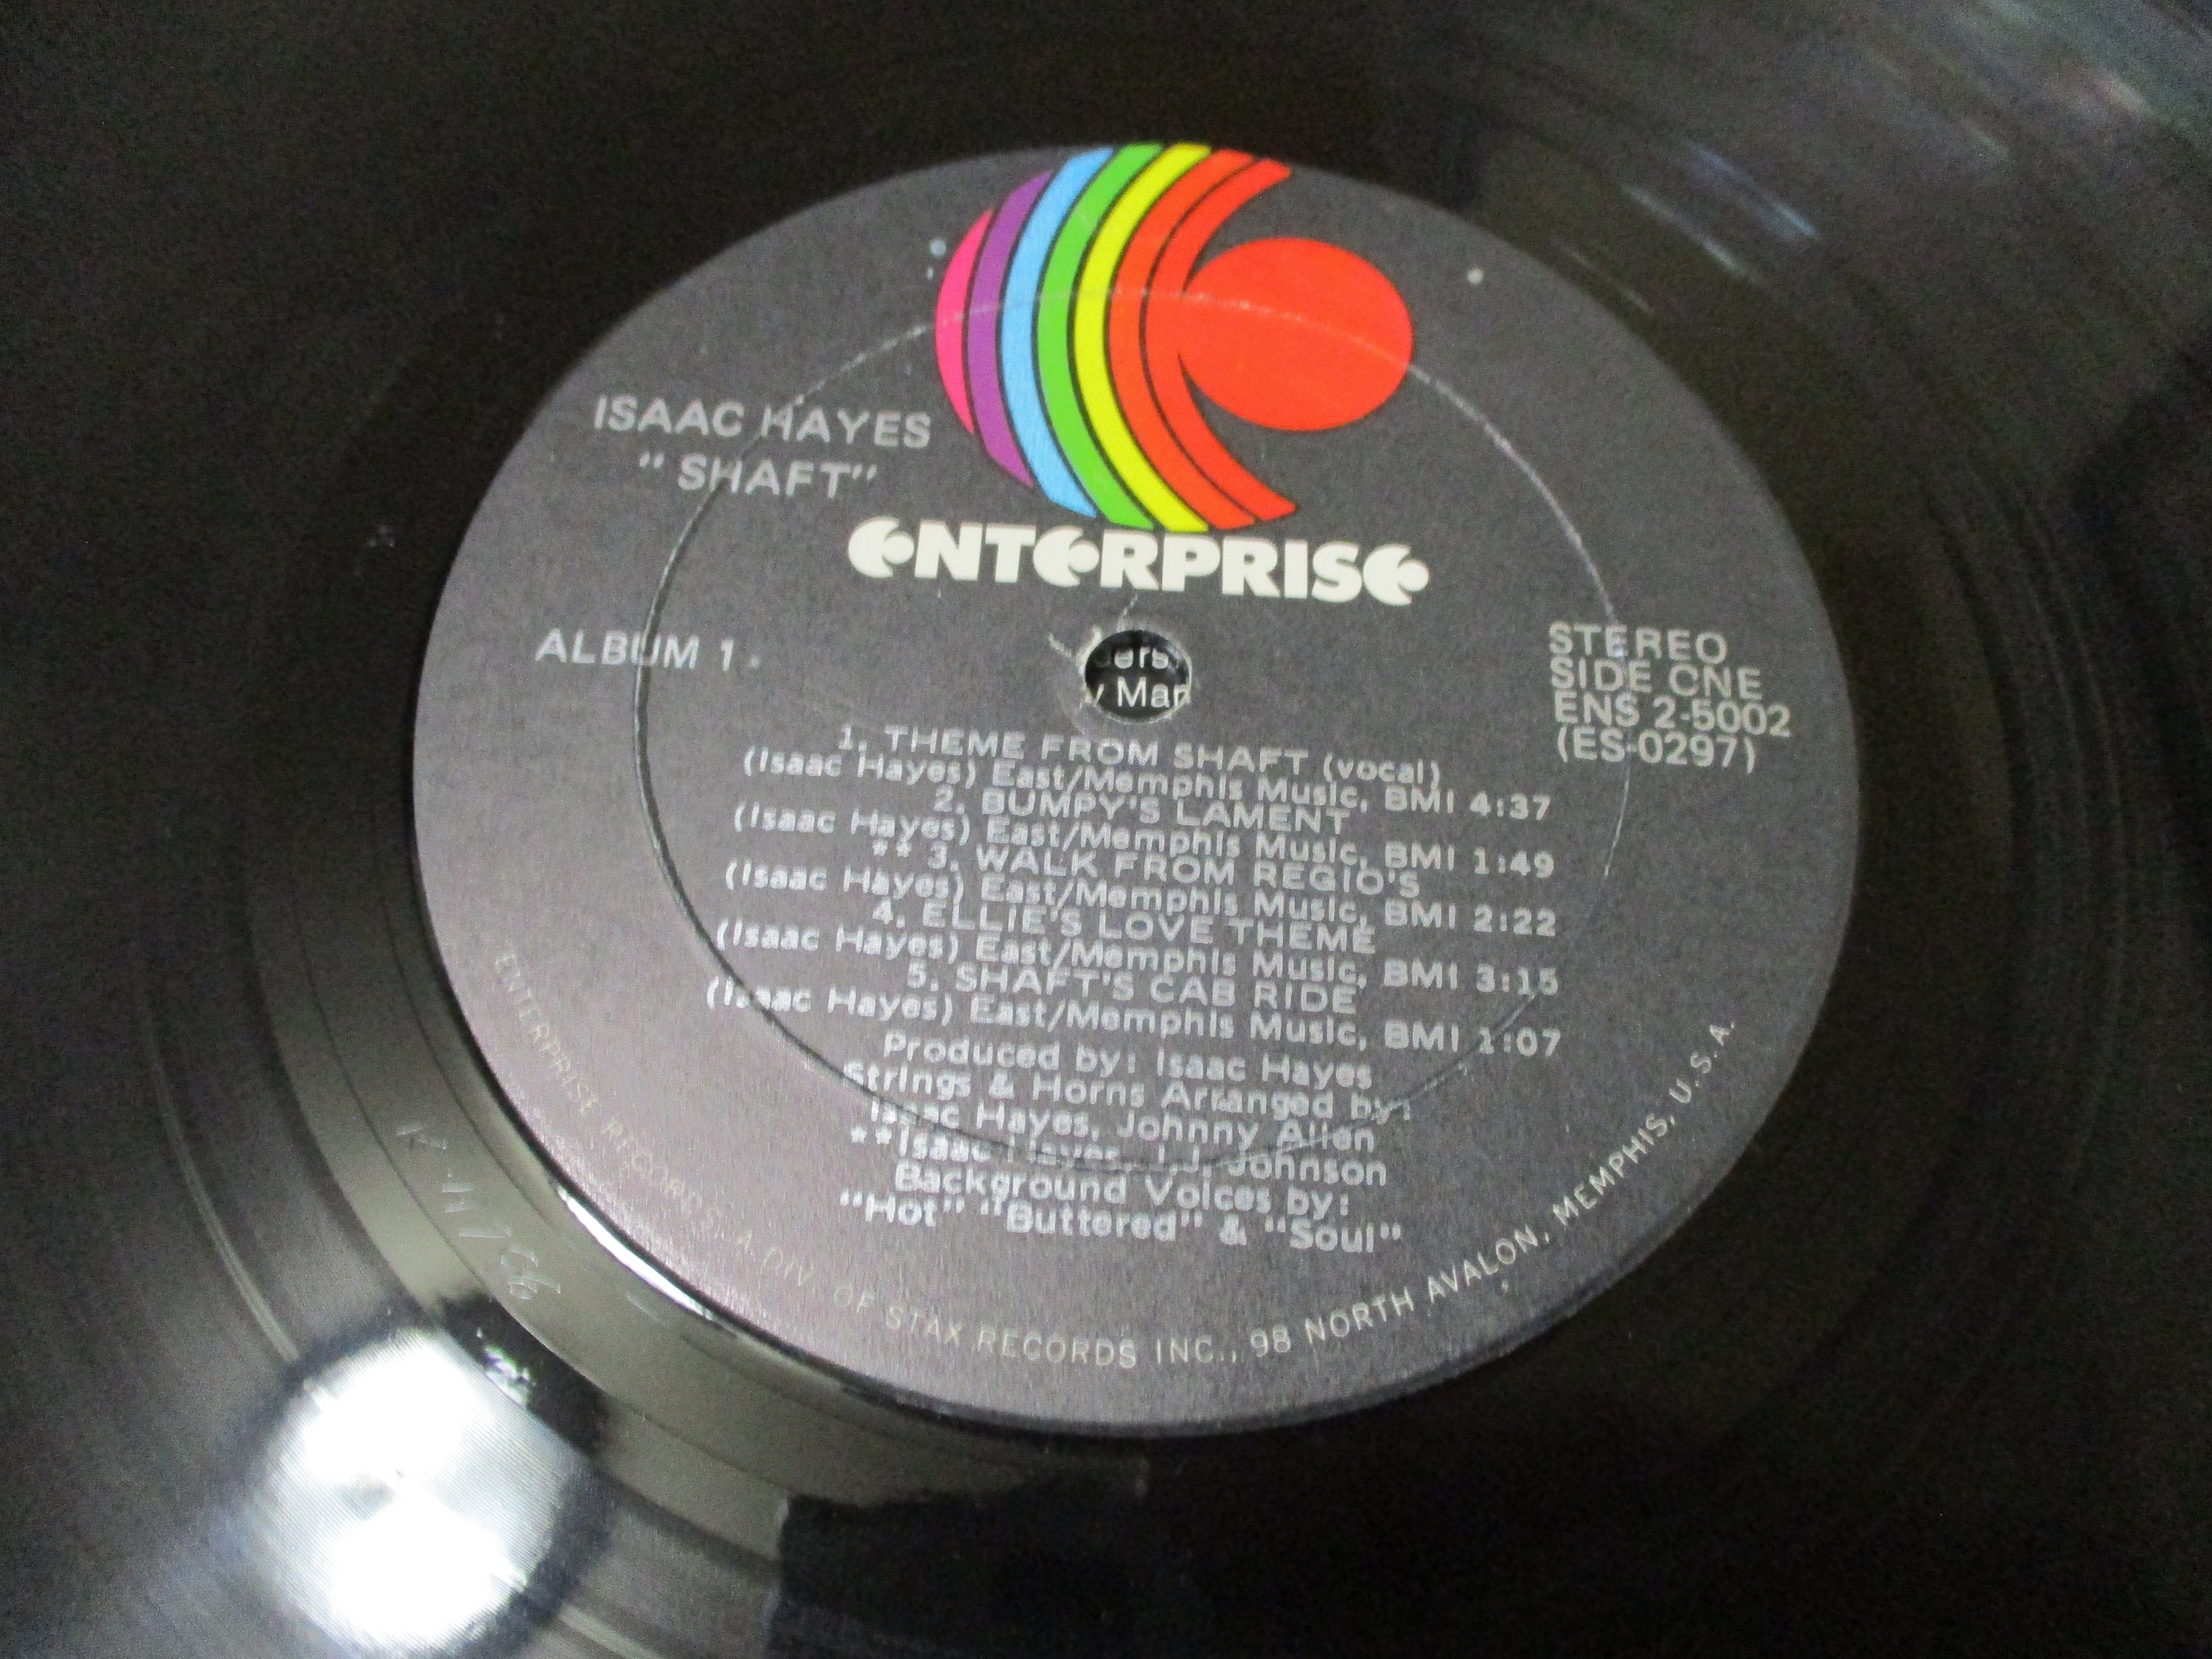 ISAAC HAYES
" SHAFT"
eNTeRPRISe
ALBUM 1
STEREO
SIDE ONE
ENS 2-5002
(ES-0297)
ers
y Man
1. THEME FROM SHAFT (vocal)
(Isaac Hayes) East/Memphis Music, BMI 4:37
2. BUMPY'S LAMENT
(Isaac Hayes) East/Memphis Music, BMI 1:49
** 3. WALK FROM REGIO'S
(Isaac Hayes) East/Memphis Music, BMI 2:22
4. ELLIE'S LOVE THEME
(Isaac Hayes) East/Memphis Music, BMI 3:15
5. SHAFT'S CAB RIDE
(Isaac Hayes) East/Memphis Music, BMI 1:07
Produced by: Isaac Hayes
Strings & Horns Arranged by:
Isaac Hayes, Johnny Allen
**Isaac Hayes, J.J. Johnson
Background Voices by:
"Hot" "Buttered" & "Soul"
ENTERPRISE RECORDS, A DIV. OF STAX RECORDS INC., 98 NORTH AVALON, MEMPHIS, U.S.A.